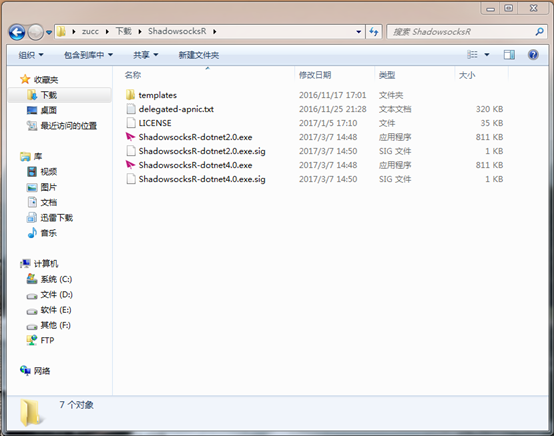 zucc ▸ 下载 ▸ ShadowsocksR
搜索 ShadowsocksR
组织 包含到库中 共享 新建文件夹
名称 修改日期 类型 大小
templates 2016/11/17 17:01 文件夹
delegated-apnic.txt 2016/11/25 21:28 文本文档 320 KB
LICENSE 2017/1/5 17:10 文件 35 KB
ShadowsocksR-dotnet2.0.exe 2017/3/7 14:48 应用程序 811 KB
ShadowsocksR-dotnet2.0.exe.sig 2017/3/7 14:50 SIG 文件 1 KB
ShadowsocksR-dotnet4.0.exe 2017/3/7 14:48 应用程序 811 KB
ShadowsocksR-dotnet4.0.exe.sig 2017/3/7 14:50 SIG 文件 1 KB
收藏夹
下载
桌面
最近访问的位置
库
视频
图片
文档
迅雷下载
音乐
计算机
系统 (C:)
文件 (D:)
软件 (E:)
其他 (F:)
FTP
网络
7 个对象